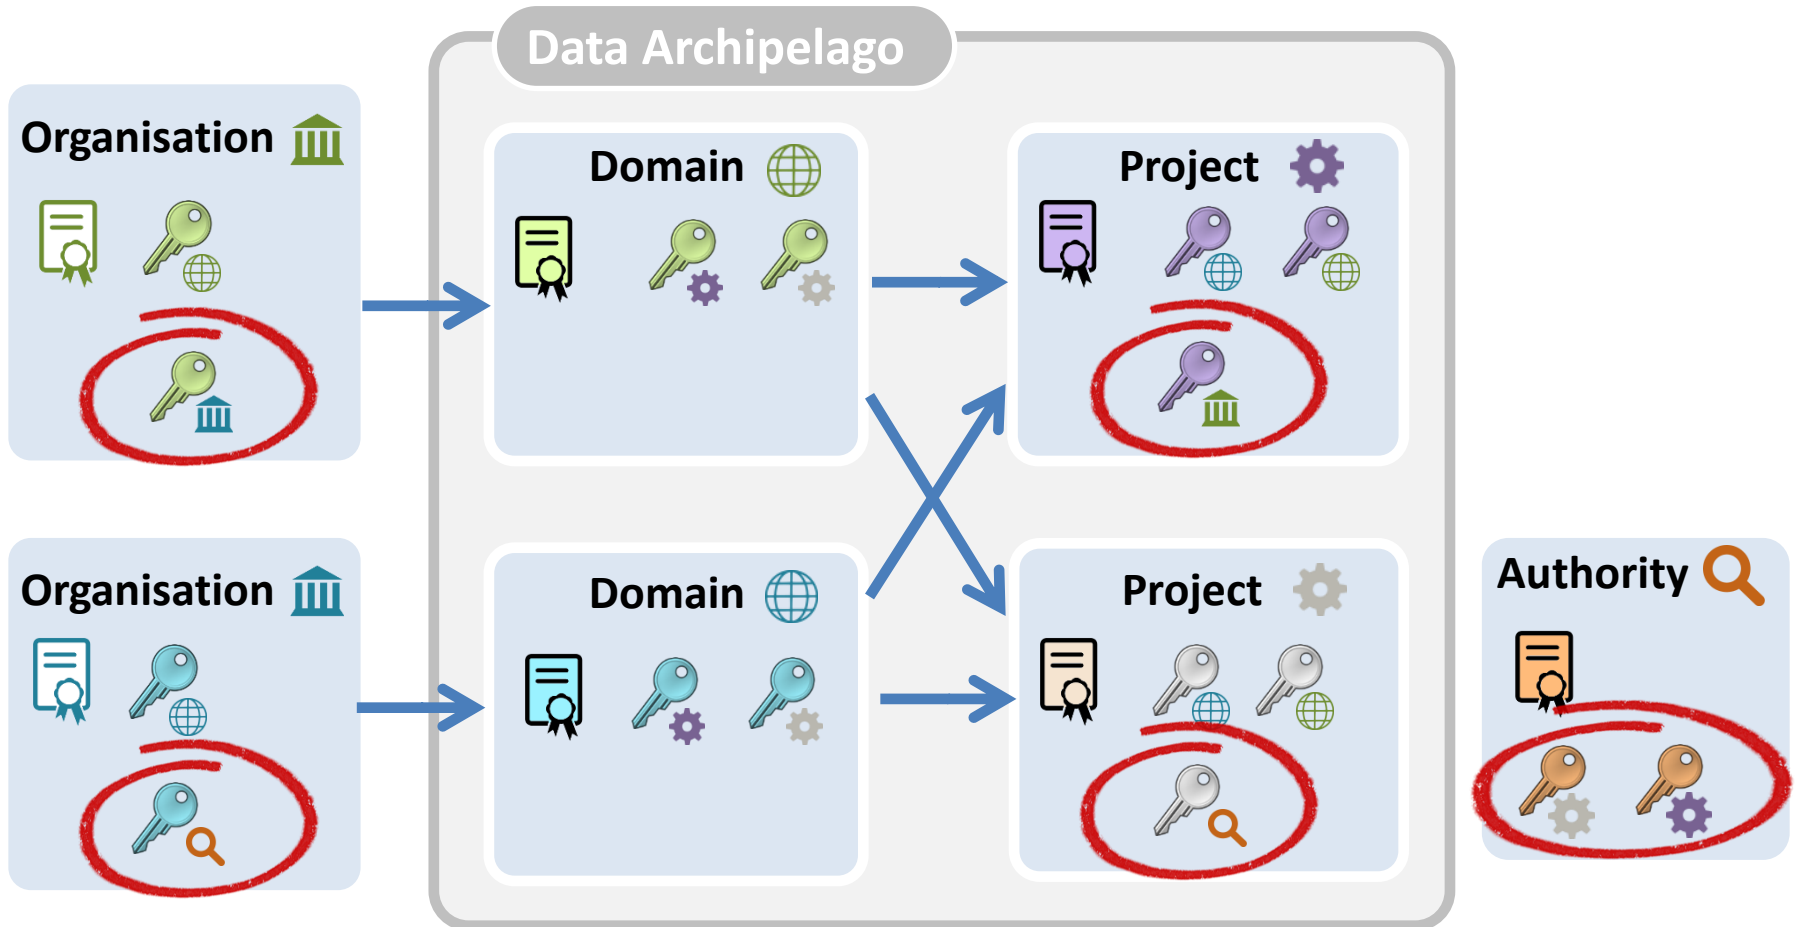 Data Archipelago
Organisation
Domain
Project
Organisation
Domain
Project
Authority